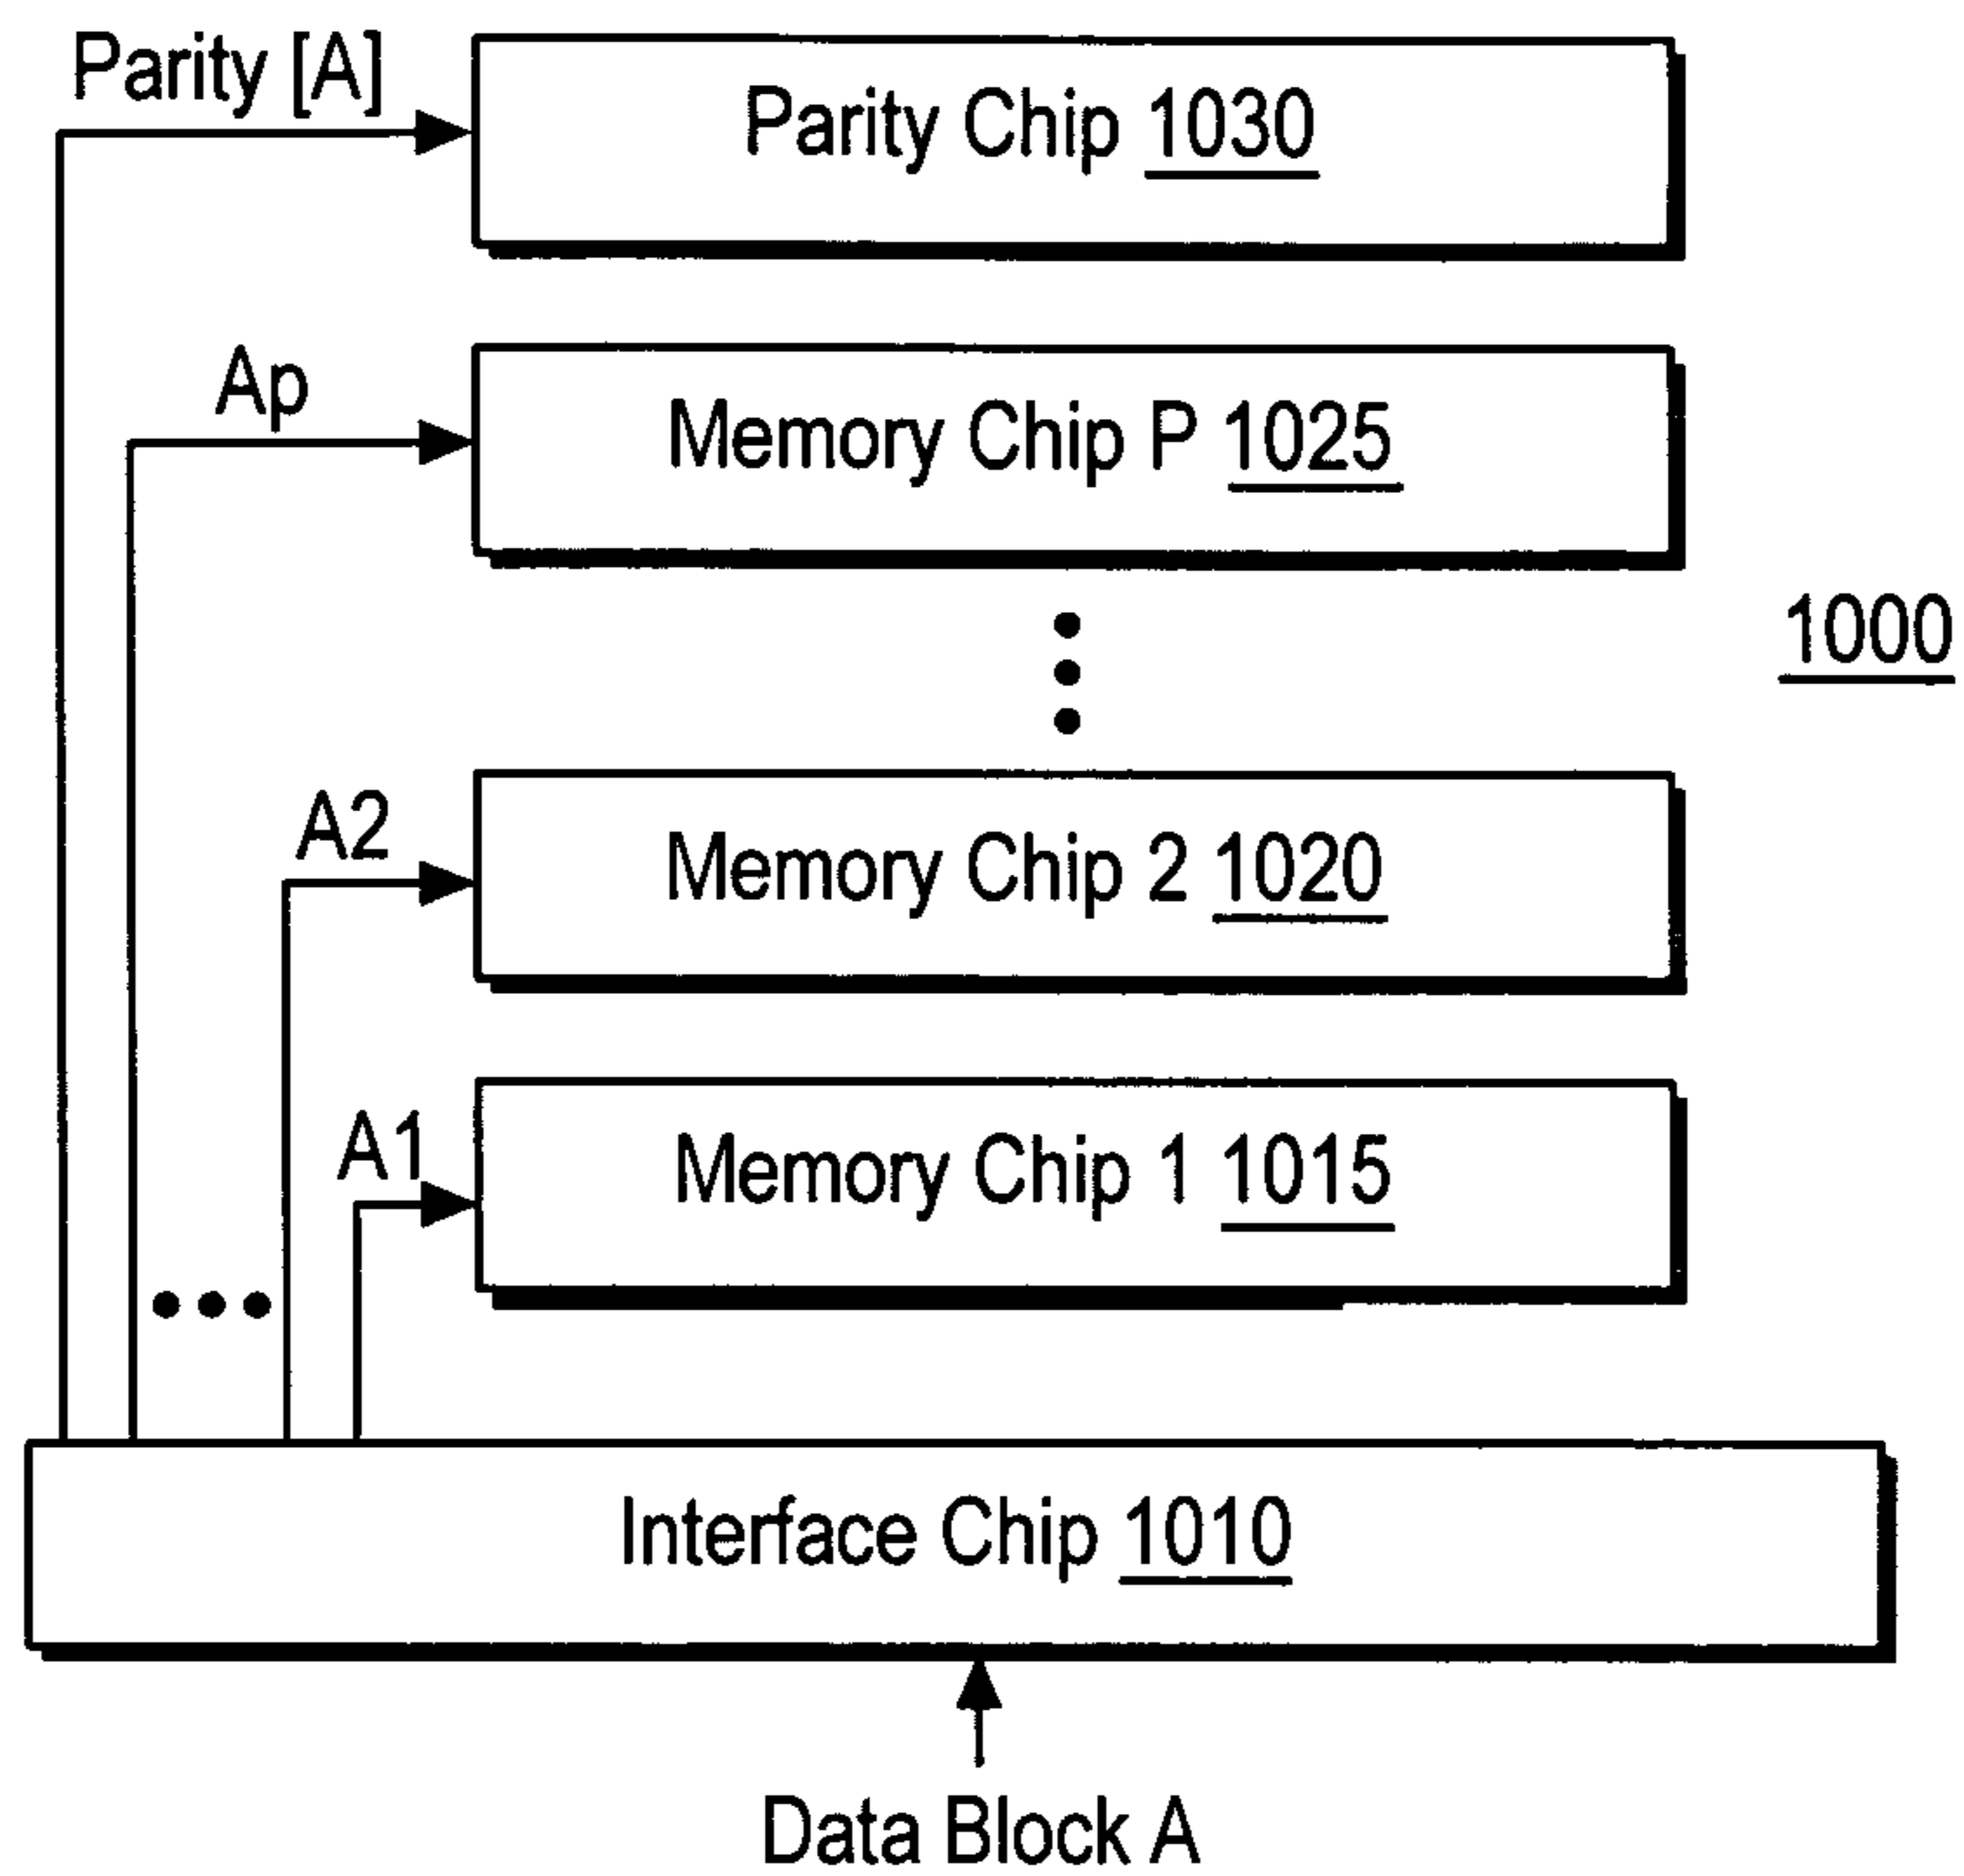 Parity [A]
Parity Chip 1030
Ap
Memory Chip P 1025
1000
A2
Memory Chip 2 1020
A1
Memory Chip 1 1015
Interface Chip 1010
Data Block A